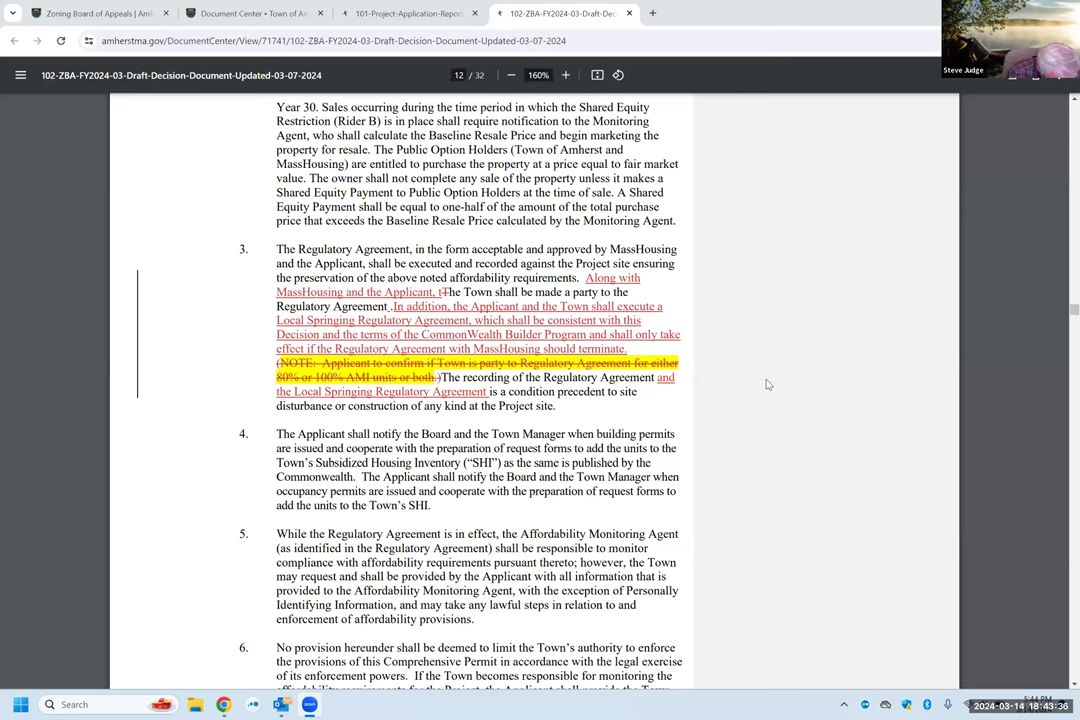 Zoning Board of Appeals | Amh
Document Center • Town of Am
101-Project-Application-Repor
102-ZBA-FY2024-03-Draft-Deci
amherstma.gov/DocumentCenter/View/71741/102-ZBA-FY2024-03-Draft-Decision-Document-Updated-03-07-2024
Steve Judge
102-ZBA-FY2024-03-Draft-Decision-Document-Updated-03-07-2024
12 / 32
160%
Year 30. Sales occurring during the time period in which the Shared Equity
Restriction (Rider B) is in place shall require notification to the Monitoring
Agent, who shall calculate the Baseline Resale Price and begin marketing the
property for resale. The Public Option Holders (Town of Amherst and
MassHousing) are entitled to purchase the property at a price equal to fair market
value. The owner shall not complete any sale of the property unless it makes a
Shared Equity Payment to Public Option Holders at the time of sale. A Shared
Equity Payment shall be equal to one-half of the amount of the total purchase
price that exceeds the Baseline Resale Price calculated by the Monitoring Agent.
3. The Regulatory Agreement, in the form acceptable and approved by MassHousing
and the Applicant, shall be executed and recorded against the Project site ensuring
the preservation of the above noted affordability requirements. Along with
MassHousing and the Applicant, tThe Town shall be made a party to the
Regulatory Agreement .In addition, the Applicant and the Town shall execute a
Local Springing Regulatory Agreement, which shall be consistent with this
Decision and the terms of the CommonWealth Builder Program and shall only take
effect if the Regulatory Agreement with MassHousing should terminate.
(NOTE: Applicant to confirm if Town is party to Regulatory Agreement for either
80% or 100% AMI units or both.)The recording of the Regulatory Agreement and
the Local Springing Regulatory Agreement is a condition precedent to site
disturbance or construction of any kind at the Project site.
4. The Applicant shall notify the Board and the Town Manager when building permits
are issued and cooperate with the preparation of request forms to add the units to the
Town's Subsidized Housing Inventory ("SHI") as the same is published by the
Commonwealth. The Applicant shall notify the Board and the Town Manager when
occupancy permits are issued and cooperate with the preparation of request forms to
add the units to the Town's SHI.
5. While the Regulatory Agreement is in effect, the Affordability Monitoring Agent
(as identified in the Regulatory Agreement) shall be responsible to monitor
compliance with affordability requirements pursuant thereto; however, the Town
may request and shall be provided by the Applicant with all information that is
provided to the Affordability Monitoring Agent, with the exception of Personally
Identifying Information, and may take any lawful steps in relation to and
enforcement of affordability provisions.
6. No provision hereunder shall be deemed to limit the Town's authority to enforce
the provisions of this Comprehensive Permit in accordance with the legal exercise
of its enforcement powers. If the Town becomes responsible for monitoring the
affordability requirements for the Project, the Applicant shall provide the Town
Search
5:44 PM
2024-03-14 18:43:36